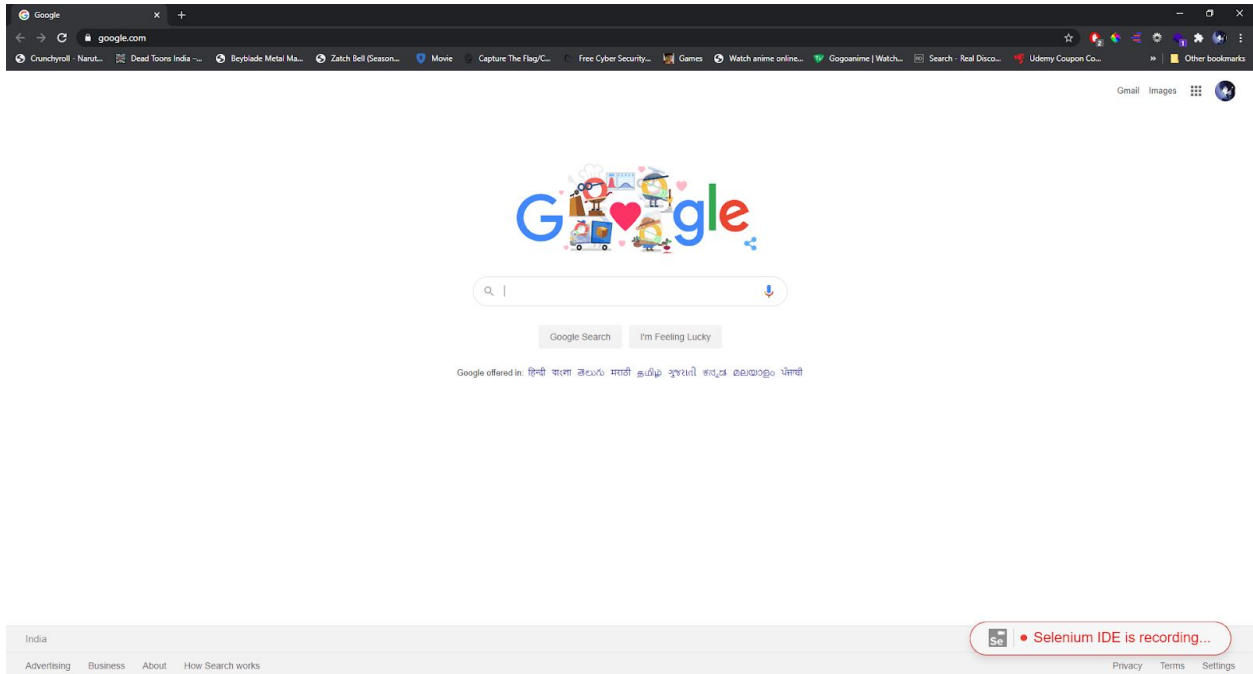 Google
google.com
Crunchyroll - Narut... Dead Toons India –... Beyblade Metal Ma... Zatch Bell (Season... Movie Capture The Flag/C... Free Cyber Security... Games Watch anime online... Gogoanime | Watch... Search - Real Disco... Udemy Coupon Co... » Other bookmarks
Gmail Images
Google
Google Search I'm Feeling Lucky
Google offered in: हिन्दी বাংলা తెలుగు मराठी தமிழ் ગુજરાતી ಕನ್ನಡ മലയാളം ਪੰਜਾਬੀ
India
Se Selenium IDE is recording...
Advertising Business About How Search works Privacy Terms Settings